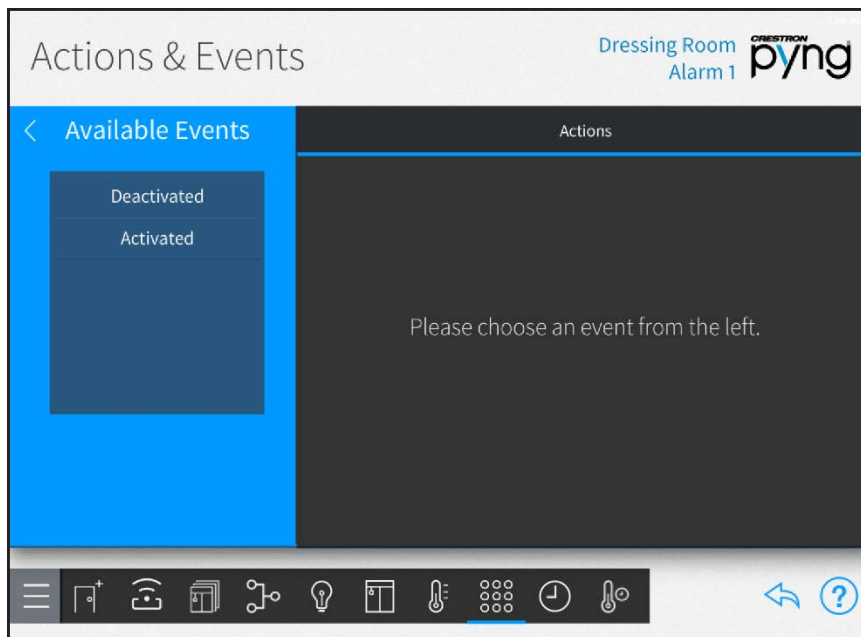 Actions & Events
Dressing Room
Alarm 1
CRESTRON
pyng
Available Events
Actions
Deactivated
Activated
Please choose an event from the left.
?